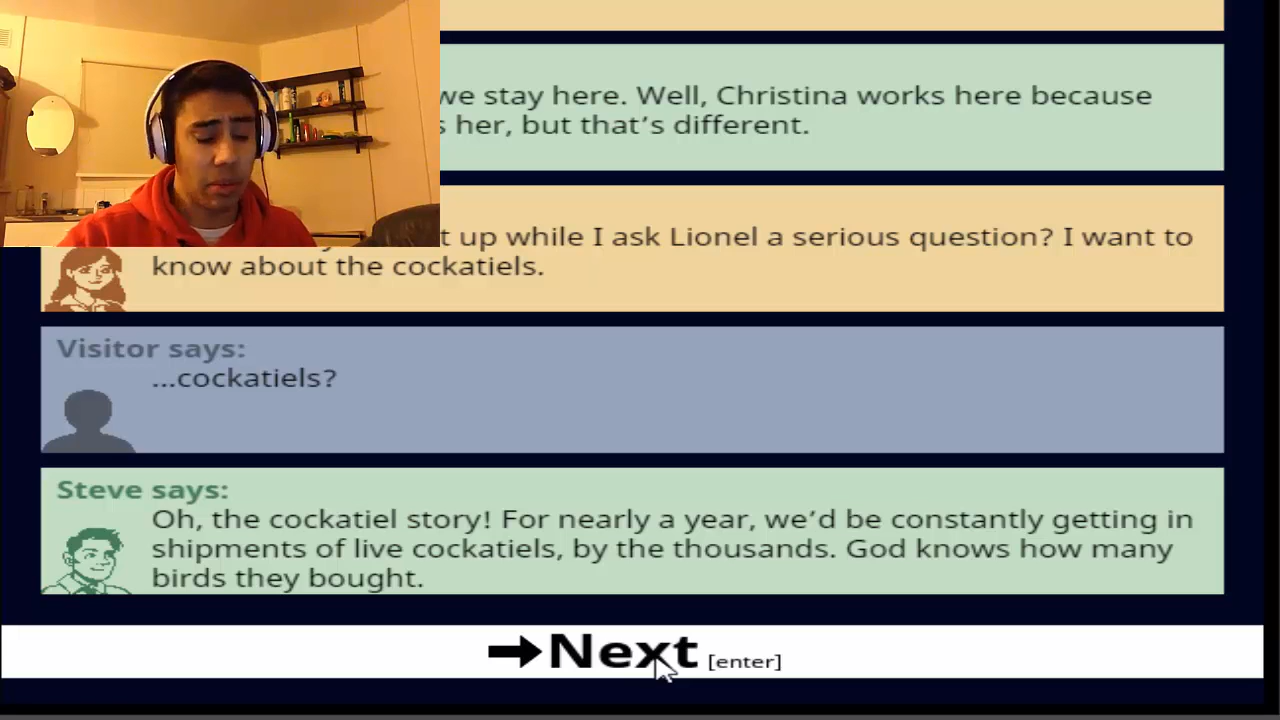 we stay here. Well, Christina works here because
her, but that's different.
up while I ask Lionel a serious question? I want to
know about the cockatiels.
Visitor says:
...cockatiels?
Steve says:
Oh, the cockatiel story! For nearly a year, we'd be constantly getting in
shipments of live cockatiels, by the thousands. God knows how many
birds they bought.
Next [enter]